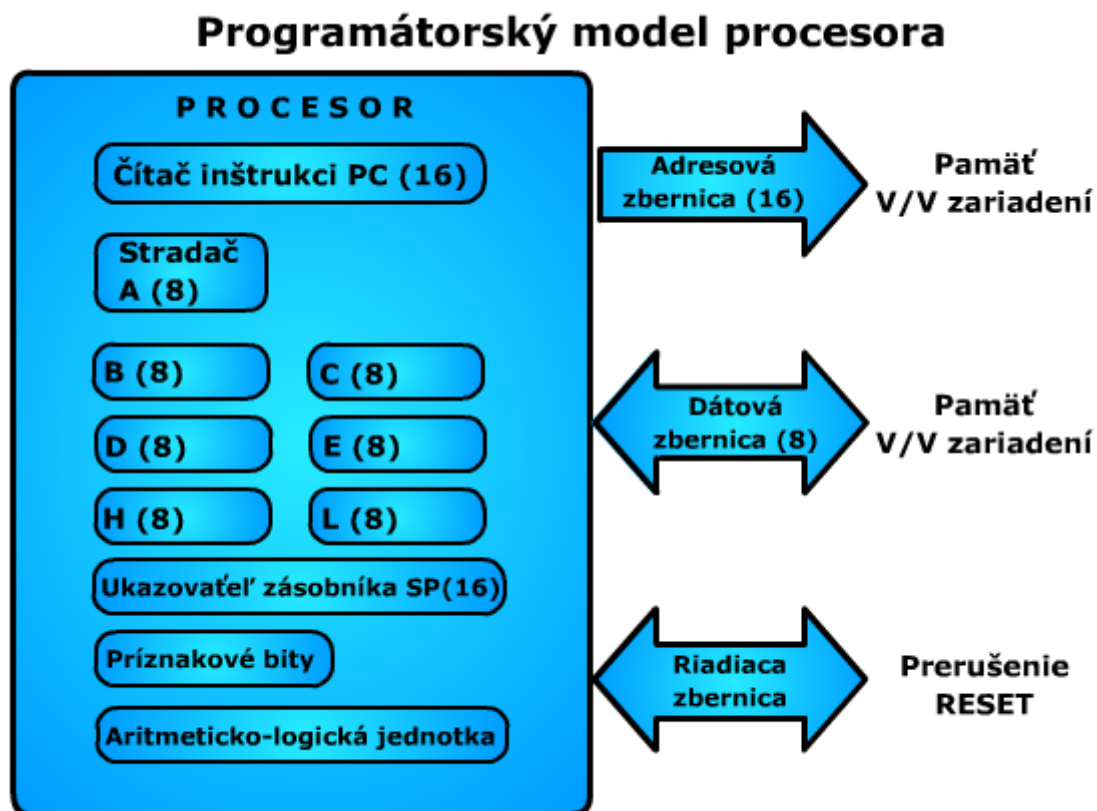 Programátorský model procesora
PROCESOR
Čítač inštrukci PC (16)
Stradač
A (8)
B (8)
C (8)
D (8)
E (8)
H (8)
L (8)
Ukazovaťeľ zásobníka SP(16)
Príznakové bity
Aritmeticko-logická jednotka
Adresová
zbernica (16)
Pamäť
V/V zariadení
Dátová
zbernica (8)
Pamäť
V/V zariadení
Riadiaca
zbernica
Prerušenie
RESET